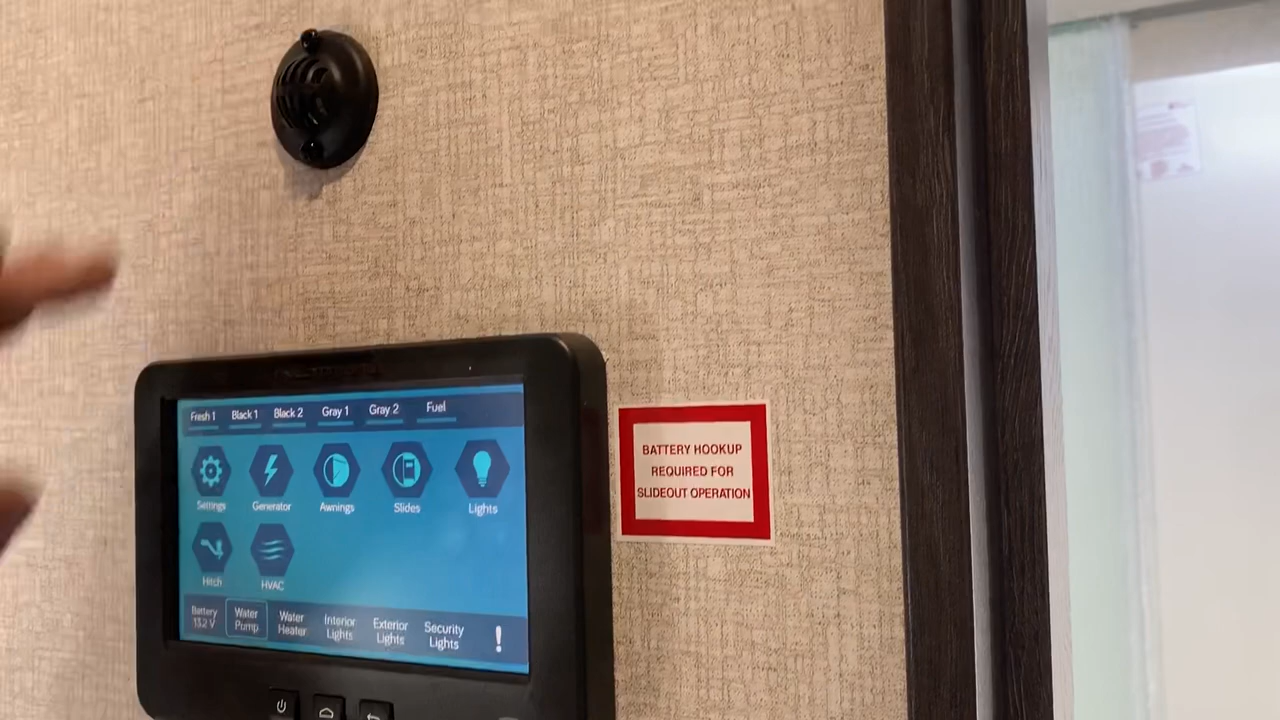 Fresh 1 Black 1 Black 2 Gray 1 Gray 2 Fuel
Settings Generator Awnings Slides Lights
Hitch HVAC
Battery
13.2 V
Water
Pump
Water
Heater
Interior
Lights
Exterior
Lights
Security
Lights
!
BATTERY HOOKUP
REQUIRED FOR
SLIDEOUT OPERATION